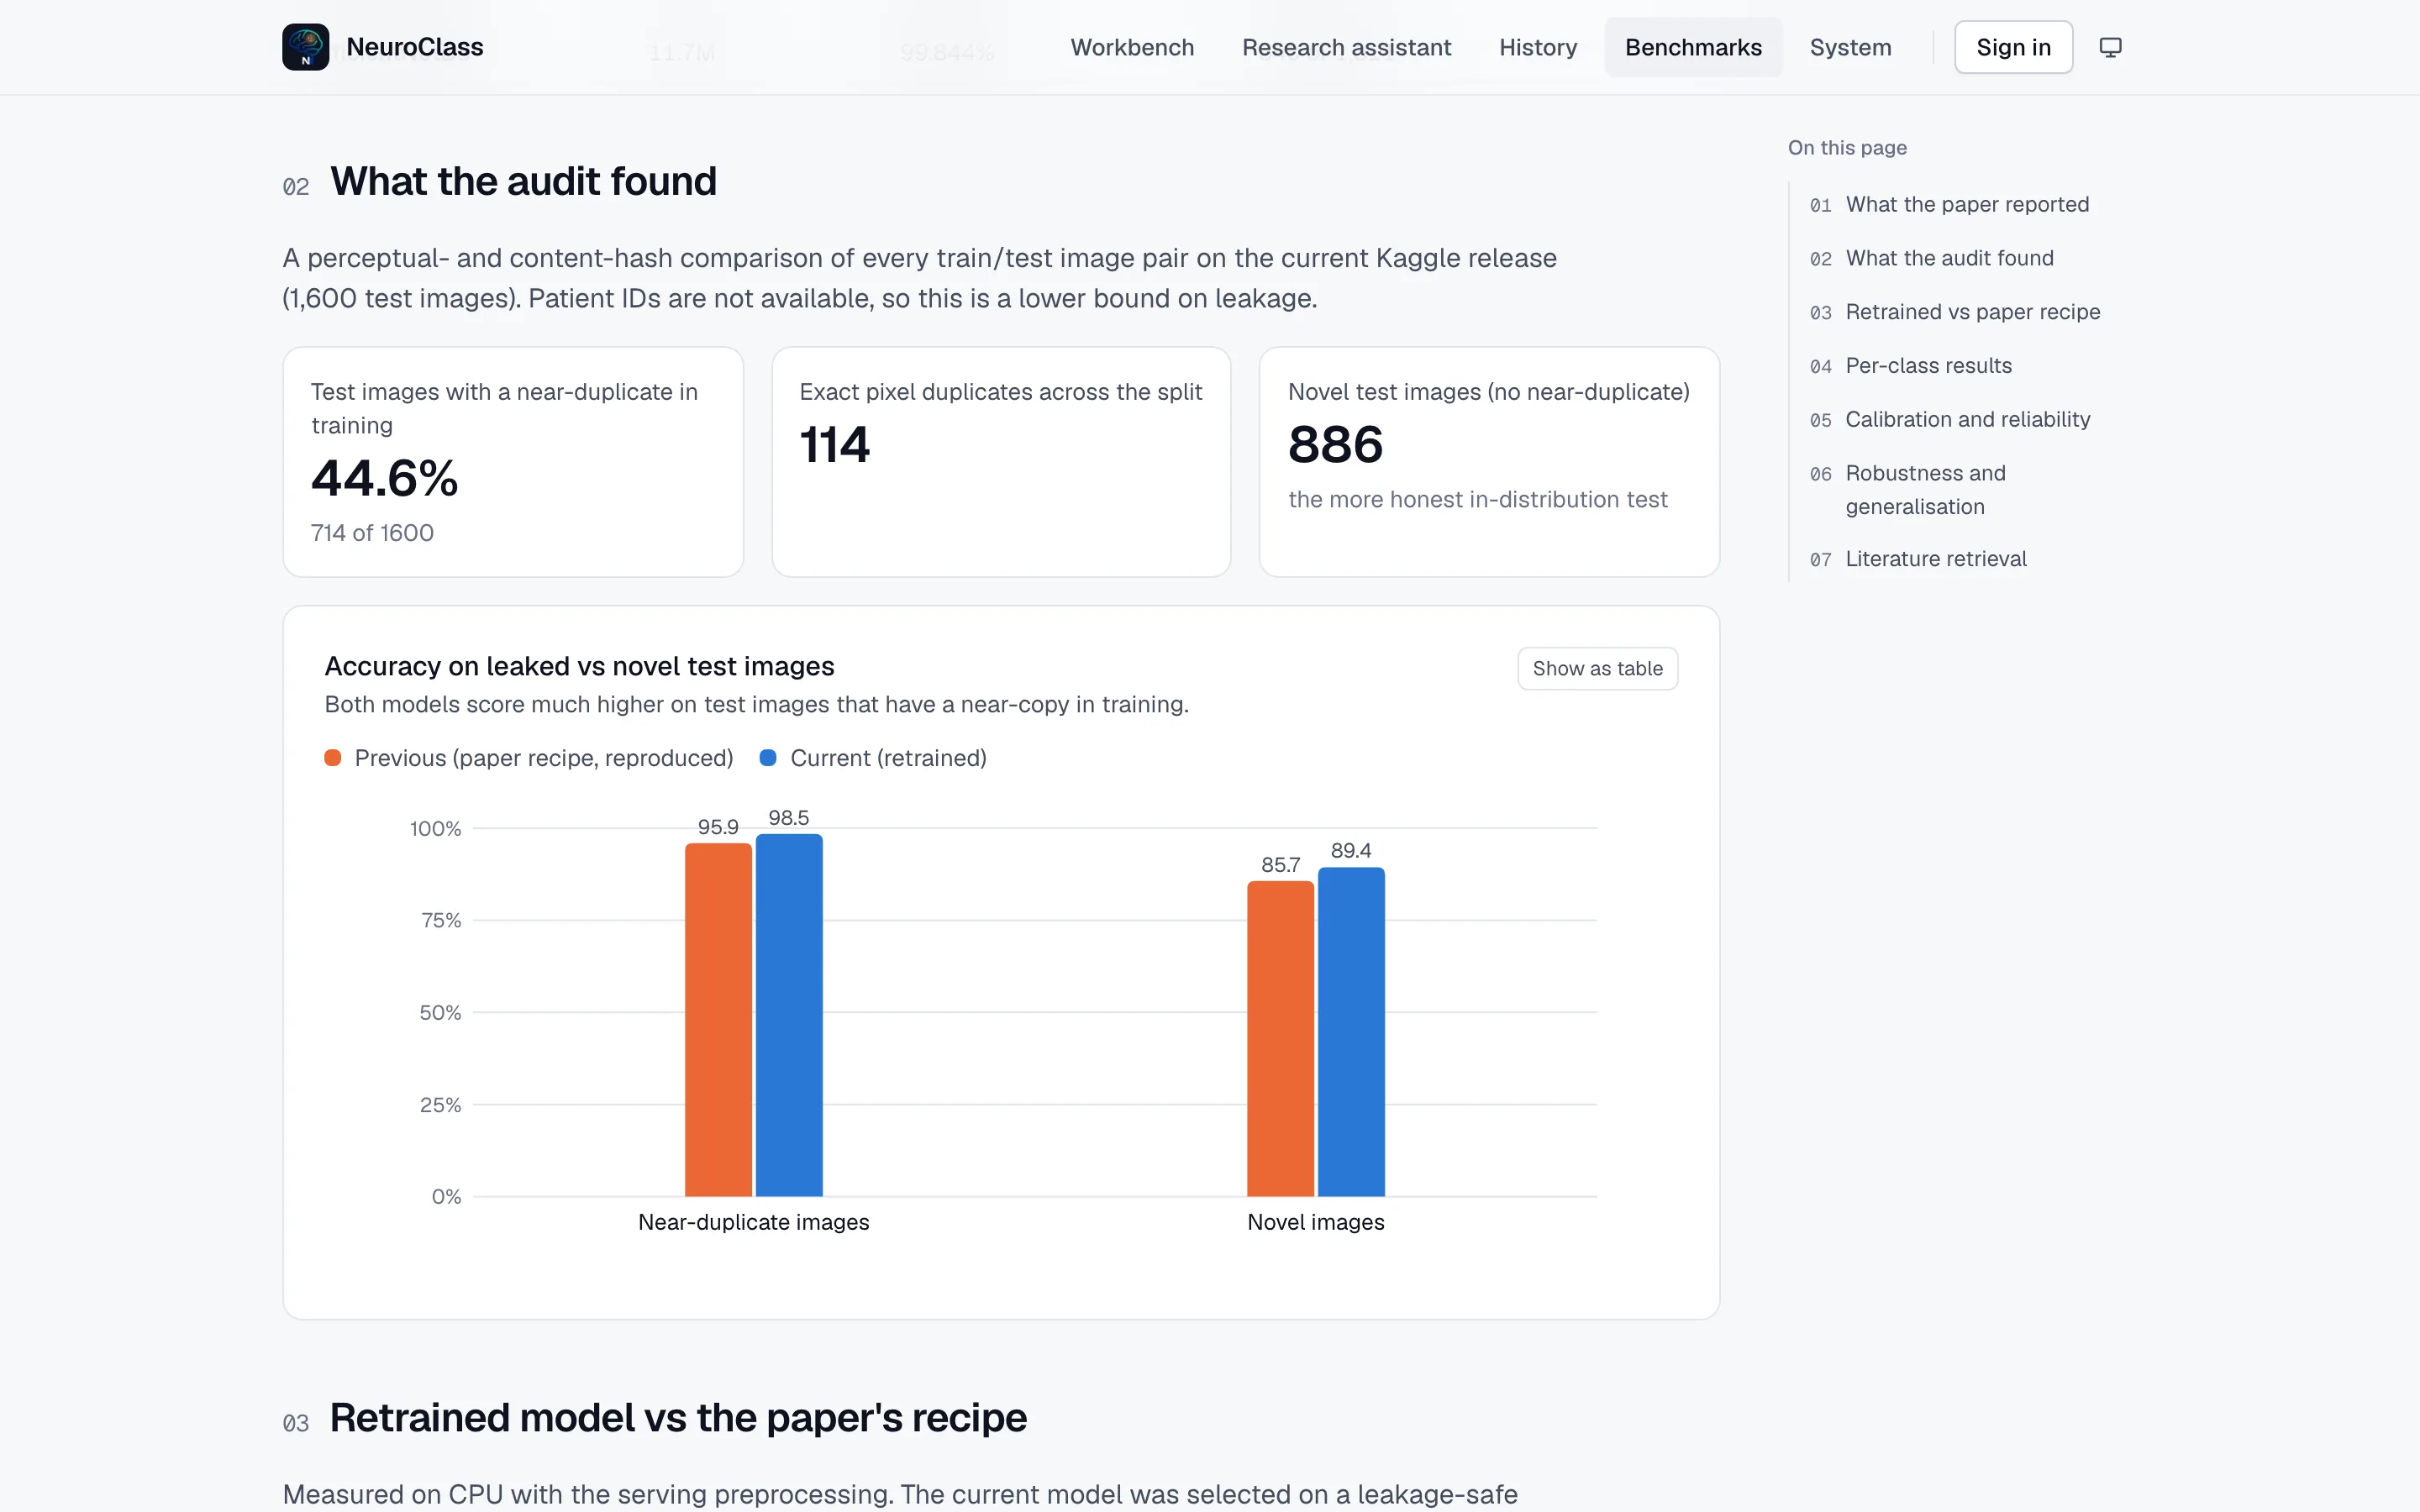 NeuroClass
Workbench
Research assistant
History
Benchmarks
System
Sign in
N
11.7M
99.844%
02 What the audit found
A perceptual- and content-hash comparison of every train/test image pair on the current Kaggle release
(1,600 test images). Patient IDs are not available, so this is a lower bound on leakage.
Test images with a near-duplicate in
training
44.6%
714 of 1600
Exact pixel duplicates across the split
114
Novel test images (no near-duplicate)
886
the more honest in-distribution test
Accuracy on leaked vs novel test images
Show as table
Both models score much higher on test images that have a near-copy in training.
Previous (paper recipe, reproduced)
Current (retrained)
100%
75%
50%
25%
0%
95.9
98.5
85.7
89.4
Near-duplicate images
Novel images
03 Retrained model vs the paper's recipe
Measured on CPU with the serving preprocessing. The current model was selected on a leakage-safe
On this page
01 What the paper reported
02 What the audit found
03 Retrained vs paper recipe
04 Per-class results
05 Calibration and reliability
06 Robustness and
generalisation
07 Literature retrieval